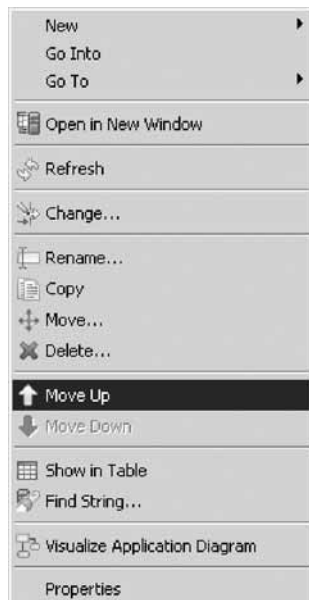 New
Go Into
Go To
Open in New Window
Refresh
Change...
Rename...
Copy
Move...
Delete...
Move Up
Move Down
Show in Table
Find String...
Visualize Application Diagram
Properties